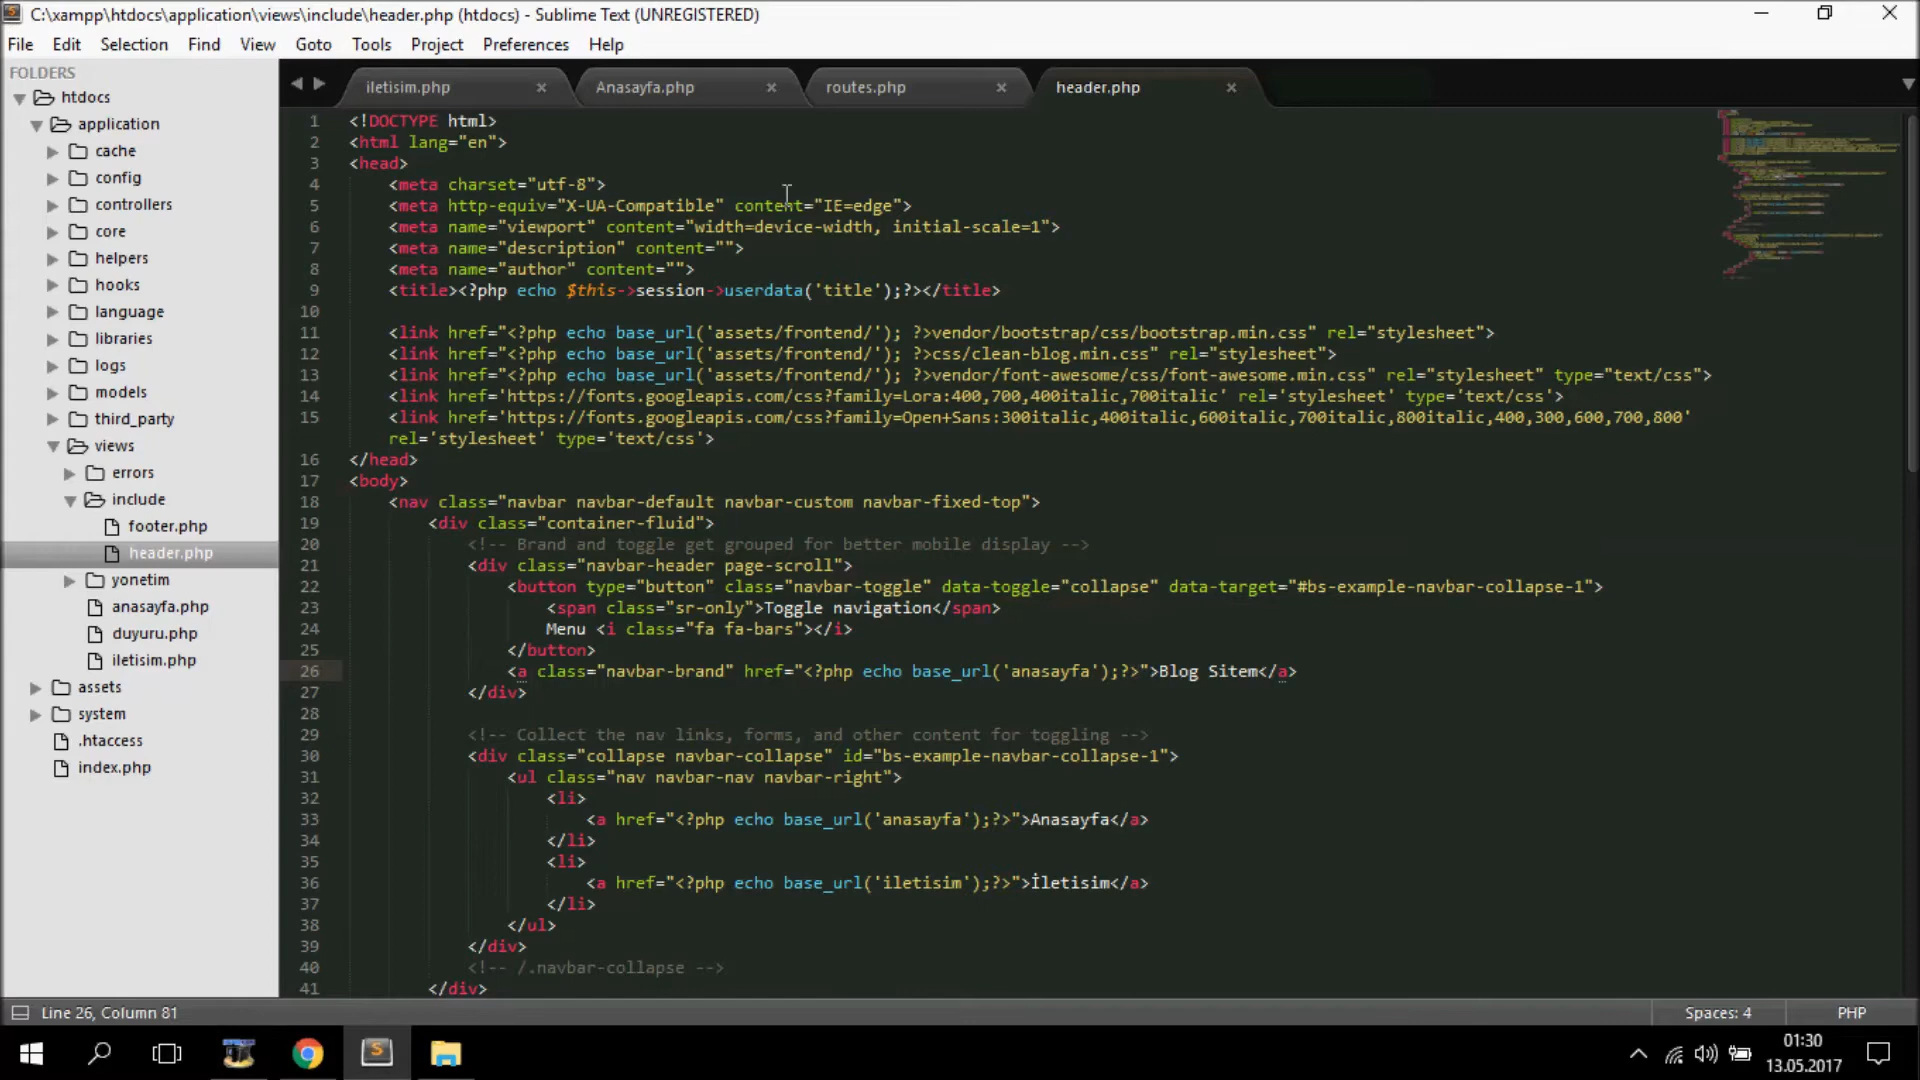 C:\xampp\htdocs\application\views\include\header.php (htdocs) - Sublime Text (UNREGISTERED)
File Edit Selection Find View Goto Tools Project Preferences Help
FOLDERS
htdocs
application
cache
config
controllers
core
helpers
hooks
language
libraries
logs
models
third_party
views
errors
include
footer.php
header.php
yonetim
anasayfa.php
duyuru.php
iletisim.php
assets
system
.htaccess
index.php
iletisim.php Anasayfa.php routes.php header.php
1 <!DOCTYPE html>
2 <html lang="en">
3 <head>
4 <meta charset="utf-8">
5 <meta http-equiv="X-UA-Compatible" content="IE=edge">
6 <meta name="viewport" content="width=device-width, initial-scale=1">
7 <meta name="description" content="">
8 <meta name="author" content="">
9 <title><?php echo $this->session->userdata('title');?></title>
10
11 <link href="<?php echo base_url('assets/frontend/'); ?>vendor/bootstrap/css/bootstrap.min.css" rel="stylesheet">
12 <link href="<?php echo base_url('assets/frontend/'); ?>css/clean-blog.min.css" rel="stylesheet">
13 <link href="<?php echo base_url('assets/frontend/'); ?>vendor/font-awesome/css/font-awesome.min.css" rel="stylesheet" type="text/css">
14 <link href='https://fonts.googleapis.com/css?family=Lora:400,700,400italic,700italic' rel='stylesheet' type='text/css'>
15 <link href='https://fonts.googleapis.com/css?family=Open+Sans:300italic,400italic,600italic,700italic,800italic,400,300,600,700,800'
rel='stylesheet' type='text/css'>
16 </head>
17 <body>
18 <nav class="navbar navbar-default navbar-custom navbar-fixed-top">
19 <div class="container-fluid">
20 <!-- Brand and toggle get grouped for better mobile display -->
21 <div class="navbar-header page-scroll">
22 <button type="button" class="navbar-toggle" data-toggle="collapse" data-target="#bs-example-navbar-collapse-1">
23 <span class="sr-only">Toggle navigation</span>
24 Menu <i class="fa fa-bars"></i>
25 </button>
26 <a class="navbar-brand" href="<?php echo base_url('anasayfa');?>">Blog Sitem</a>
27 </div>
28
29 <!-- Collect the nav links, forms, and other content for toggling -->
30 <div class="collapse navbar-collapse" id="bs-example-navbar-collapse-1">
31 <ul class="nav navbar-nav navbar-right">
32 <li>
33 <a href="<?php echo base_url('anasayfa');?>">Anasayfa</a>
34 </li>
35 <li>
36 <a href="<?php echo base_url('iletisim');?>">İletisim</a>
37 </li>
38 </ul>
39 </div>
40 <!-- /.navbar-collapse -->
41 </div>
Line 26, Column 81 Spaces: 4 PHP
01:30
13.05.2017